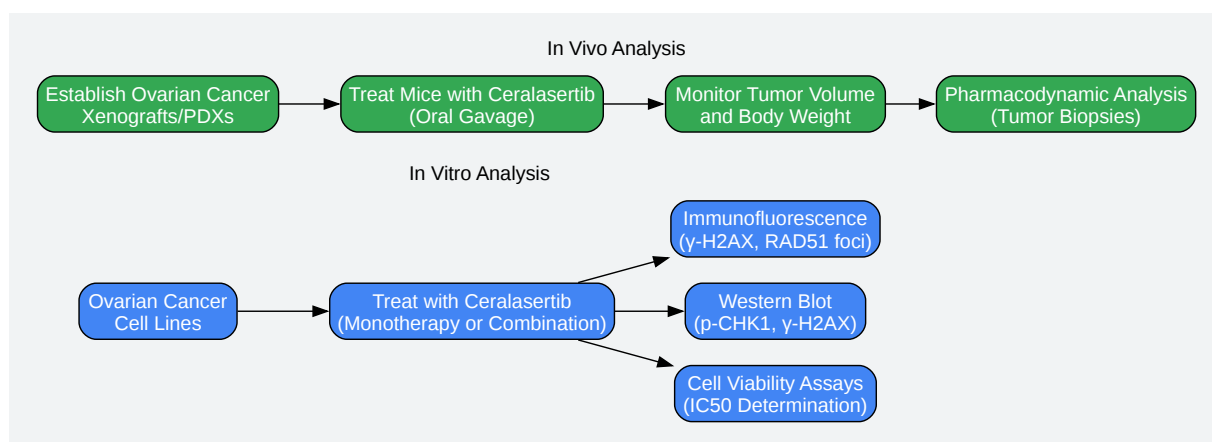 In Vivo Analysis
Establish Ovarian Cancer
Xenografts/PDXs
Treat Mice with Ceralasertib
(Oral Gavage)
Monitor Tumor Volume
and Body Weight
Pharmacodynamic Analysis
(Tumor Biopsies)
In Vitro Analysis
Ovarian Cancer
Cell Lines
Treat with Ceralasertib
(Monotherapy or Combination)
Immunofluorescence
(γ-H2AX, RAD51 foci)
Western Blot
(p-CHK1, γ-H2AX)
Cell Viability Assays
(IC50 Determination)